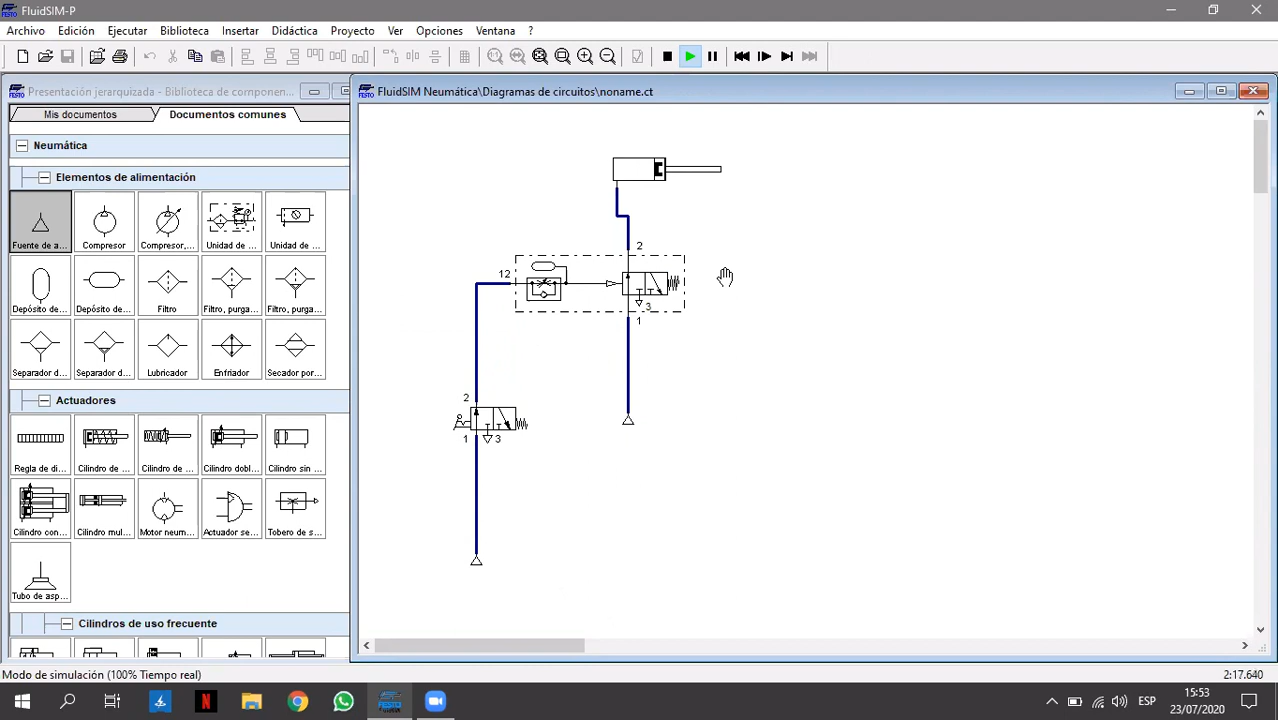 FluidSIM-P
Archivo Edición Ejecutar Biblioteca Insertar Didáctica Proyecto Ver Opciones Ventana ?
Presentación jerarquizada - Biblioteca de componen...
Mis documentos Documentos comunes
Neumática
Elementos de alimentación
Fuente de a... Compresor Compresor,... Unidad de ... Unidad de ...
Depósito de... Depósito de... Filtro Filtro, purga... Filtro, purga...
Separador d... Separador d... Lubricador Enfriador Secador por...
Actuadores
Regla de di... Cilindro de ... Cilindro de ... Cilindro dobl... Cilindro sin ...
Cilindro con... Cilindro mul... Motor neum... Actuador se... Tobero de s...
Tubo de asp...
Cilindros de uso frecuente
FluidSIM Neumática\Diagramas de circuitos\noname.ct
2
12
3
1
2
1 3
Modo de simulación (100% Tiempo real) 2:17.640
ESP
15:53
23/07/2020